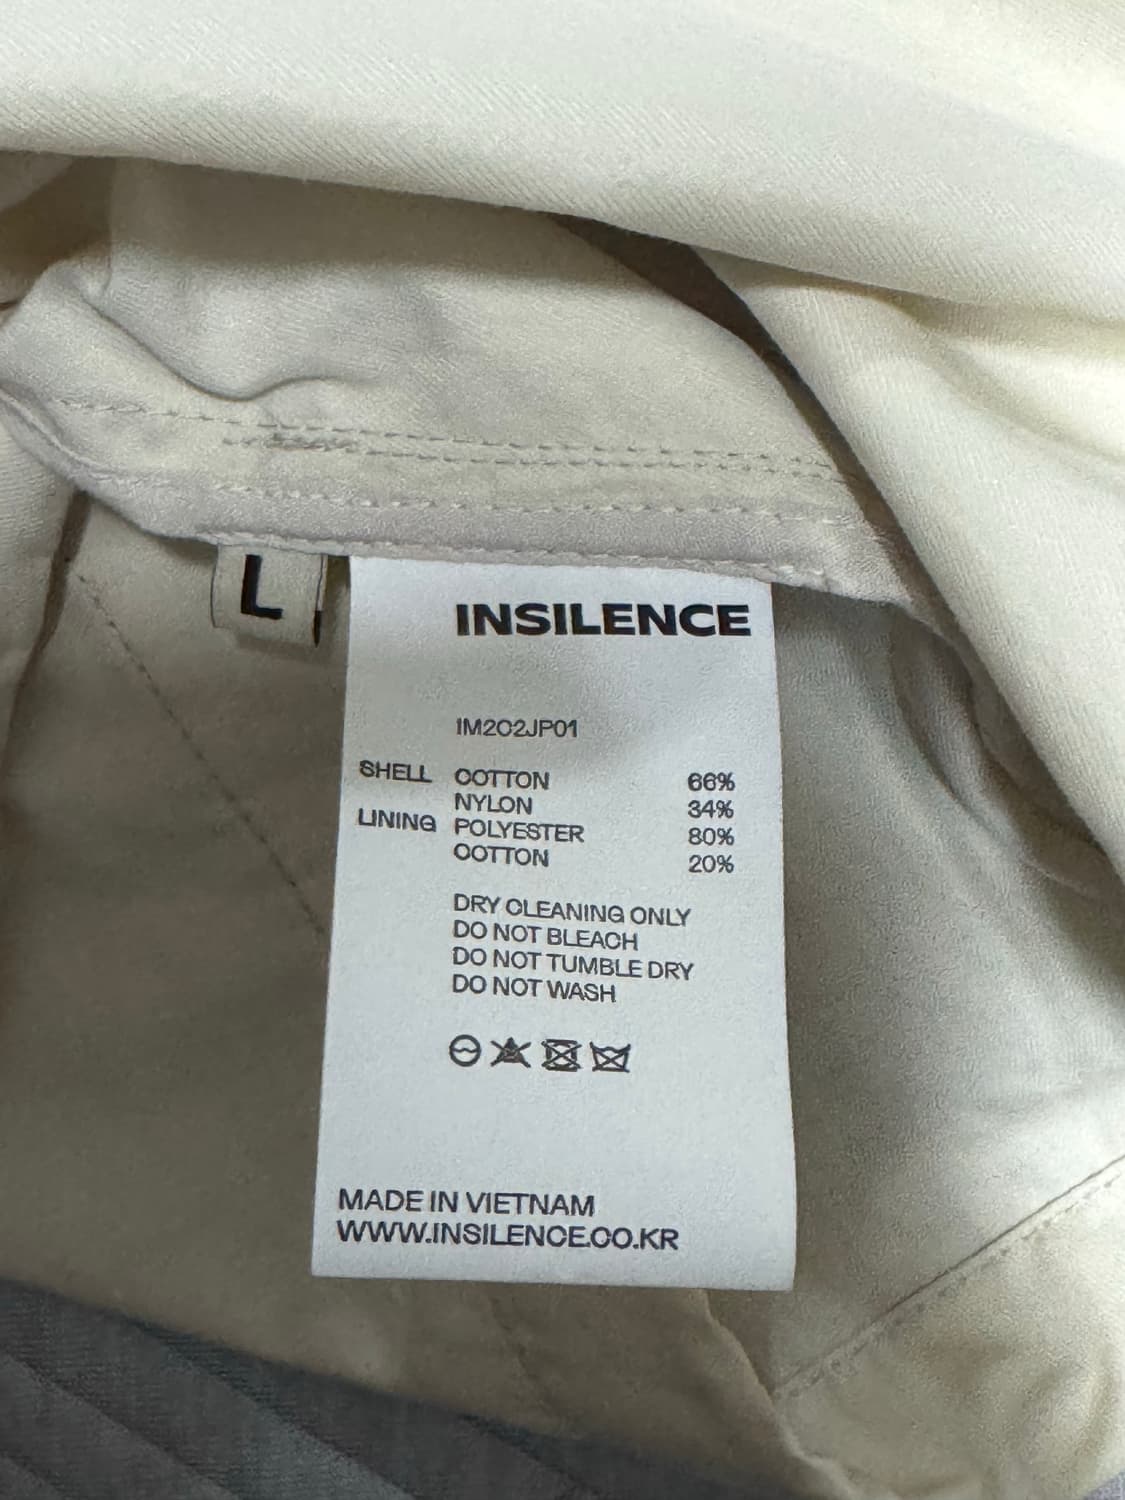 L
INSILENCE
IM2C2JP01
SHELL COTTON 66%
NYLON 34%
LINING POLYESTER 80%
COTTON 20%
DRY CLEANING ONLY
DO NOT BLEACH
DO NOT TUMBLE DRY
DO NOT WASH
MADE IN VIETNAM
WWW.INSILENCE.CO.KR